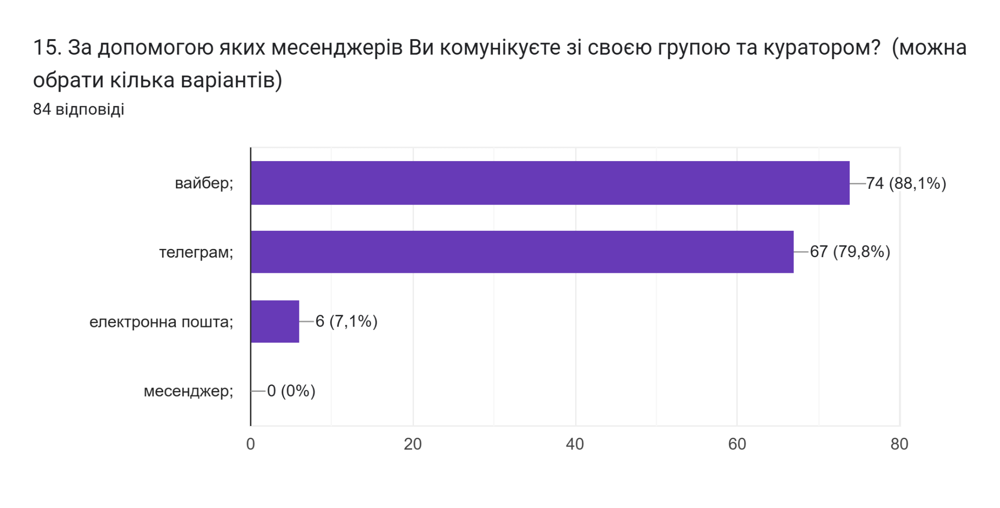 15. За допомогою яких месенджерів Ви комунікуєте зі своєю групою та куратором?  (можна
обрати кілька варіантів)
84 відповіді
вайбер; 74 (88,1%)
телеграм; 67 (79,8%)
електронна пошта; 6 (7,1%)
месенджер; 0 (0%)
0 20 40 60 80